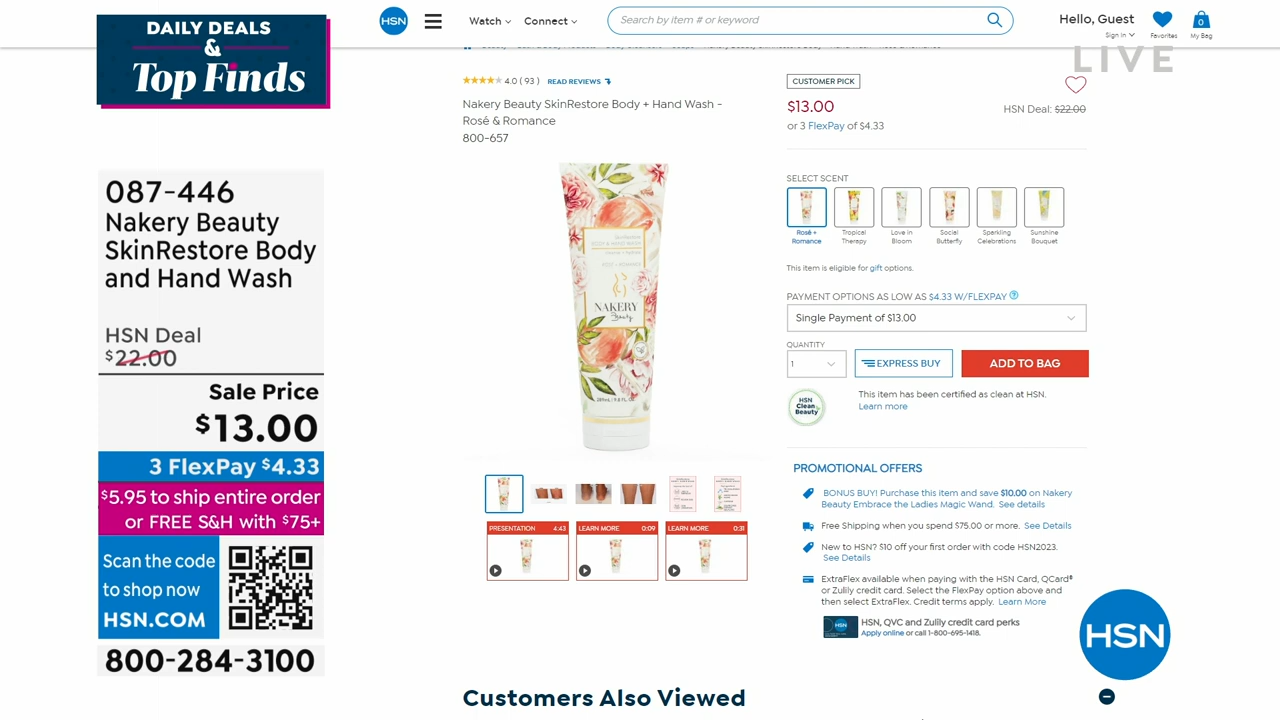 DAILY DEALS
&
Top Finds
HSN
Watch
Connect
Search by item # or keyword
Hello, Guest
Sign In
Favorites
0
My Bag
LIVE
4.0 ( 93 ) READ REVIEWS
Nakery Beauty SkinRestore Body + Hand Wash -
Rosé & Romance
800-657
CUSTOMER PICK
$13.00
HSN Deal: $22.00
or 3 FlexPay of $4.33
SELECT SCENT
Rosé +
Romance
Tropical
Therapy
Love in
Bloom
Social
Butterfly
Sparkling
Celebrations
Sunshine
Bouquet
This item is eligible for gift options.
PAYMENT OPTIONS AS LOW AS $4.33 W/FLEXPAY
Single Payment of $13.00
QUANTITY
1
EXPRESS BUY
ADD TO BAG
HSN
Clean
Beauty
This item has been certified as clean at HSN.
Learn more
PROMOTIONAL OFFERS
BONUS BUY! Purchase this item and save $10.00 on Nakery
Beauty Embrace the Ladies Magic Wand. See details
Free Shipping when you spend $75.00 or more. See Details
New to HSN? $10 off your first order with code HSN2023.
See Details
ExtraFlex available when paying with the HSN Card, QCard®
or Zulily credit card. Select the FlexPay option above and
then select ExtraFlex. Credit terms apply. Learn More
HSN, QVC and Zulily credit card perks
Apply online or call 1-800-695-1418.
NAKERY
Beauty
PRESENTATION 4:43
LEARN MORE 0:09
LEARN MORE 0:31
Customers Also Viewed
087-446
Nakery Beauty
SkinRestore Body
and Hand Wash
HSN Deal
$22.00
Sale Price
$13.00
3 FlexPay $4.33
$5.95 to ship entire order
or FREE S&H with $75+
Scan the code
to shop now
HSN.COM
800-284-3100
HSN